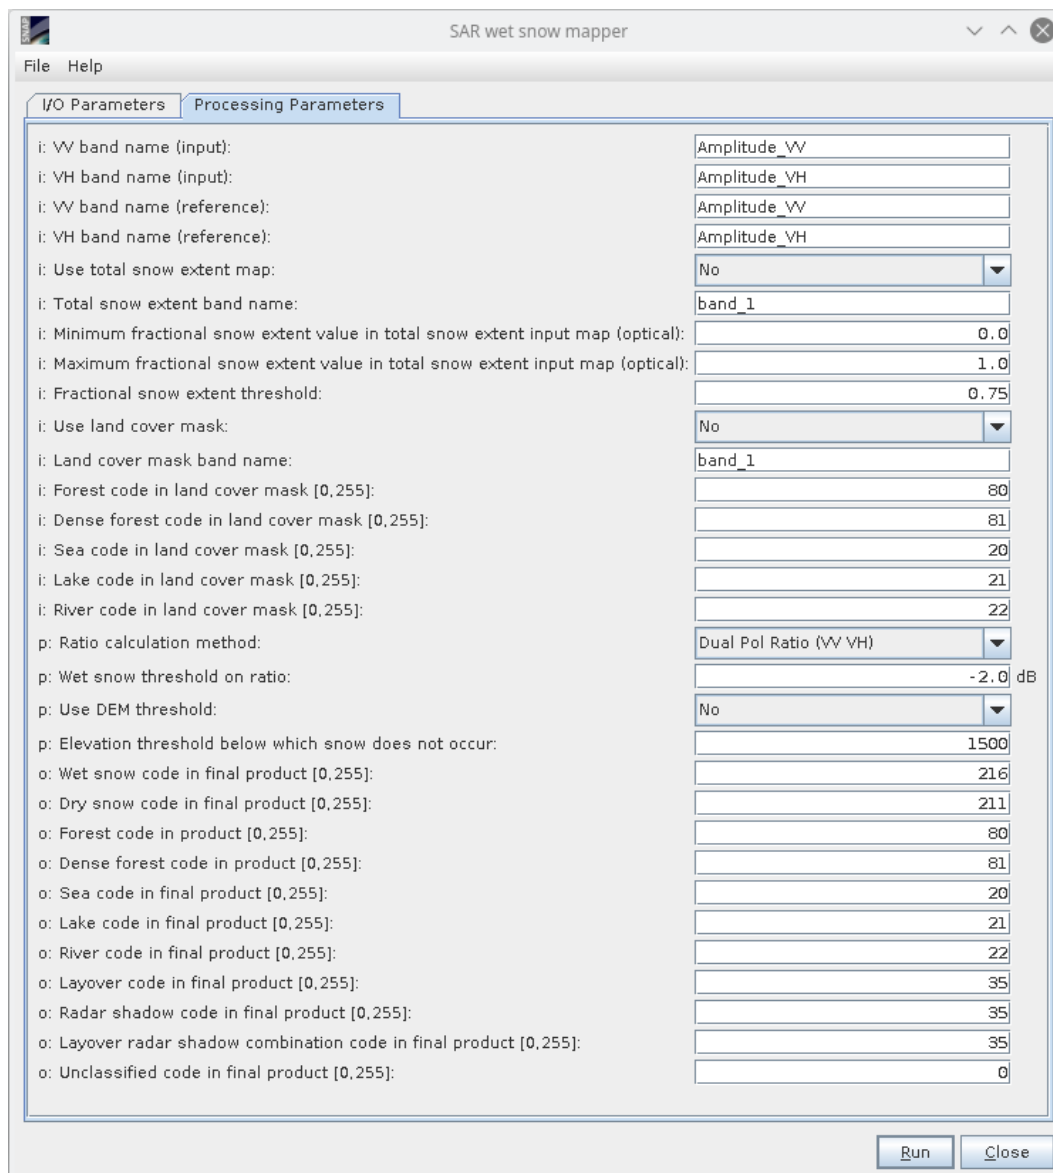 SNAP
SAR wet snow mapper
File Help
I/O Parameters Processing Parameters
i: VV band name (input): Amplitude_VV
i: VH band name (input): Amplitude_VH
i: VV band name (reference): Amplitude_VV
i: VH band name (reference): Amplitude_VH
i: Use total snow extent map: No
i: Total snow extent band name: band_1
i: Minimum fractional snow extent value in total snow extent input map (optical): 0.0
i: Maximum fractional snow extent value in total snow extent input map (optical): 1.0
i: Fractional snow extent threshold: 0.75
i: Use land cover mask: No
i: Land cover mask band name: band_1
i: Forest code in land cover mask [0,255]: 80
i: Dense forest code in land cover mask [0,255]: 81
i: Sea code in land cover mask [0,255]: 20
i: Lake code in land cover mask [0,255]: 21
i: River code in land cover mask [0,255]: 22
p: Ratio calculation method: Dual Pol Ratio (VV VH)
p: Wet snow threshold on ratio: -2.0 dB
p: Use DEM threshold: No
p: Elevation threshold below which snow does not occur: 1500
o: Wet snow code in final product [0,255]: 216
o: Dry snow code in final product [0,255]: 211
o: Forest code in product [0,255]: 80
o: Dense forest code in product [0,255]: 81
o: Sea code in final product [0,255]: 20
o: Lake code in final product [0,255]: 21
o: River code in final product [0,255]: 22
o: Layover code in final product [0,255]: 35
o: Radar shadow code in final product [0,255]: 35
o: Layover radar shadow combination code in final product [0,255]: 35
o: Unclassified code in final product [0,255]: 0
Run Close